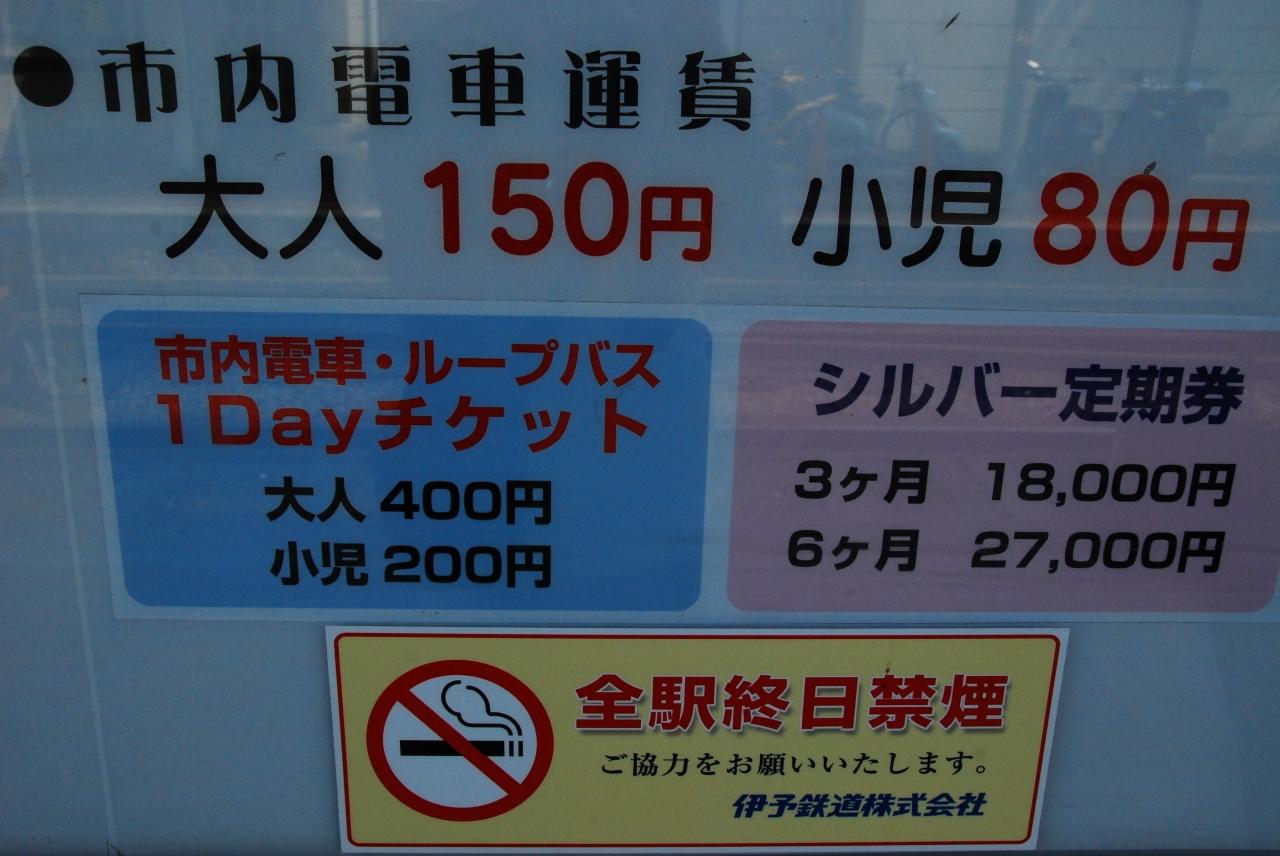 ●市内電車運賃
大人 150円 小児 80円
市内電車・ループバス
1Dayチケット
大人 400円
小児 200円
シルバー定期券
3ヶ月 18,000円
6ヶ月 27,000円
全駅終日禁煙
ご協力をお願いいたします。
伊予鉄道株式会社